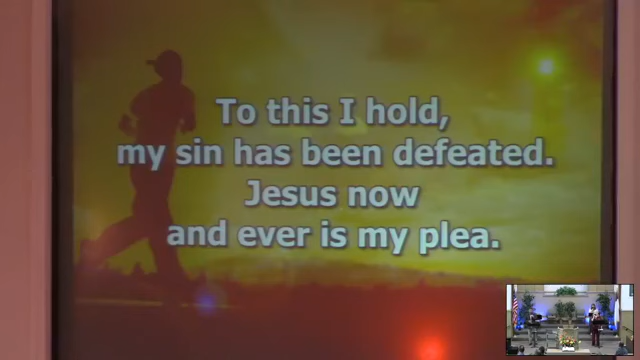 To this I hold,
my sin has been defeated.
Jesus now
and ever is my plea.